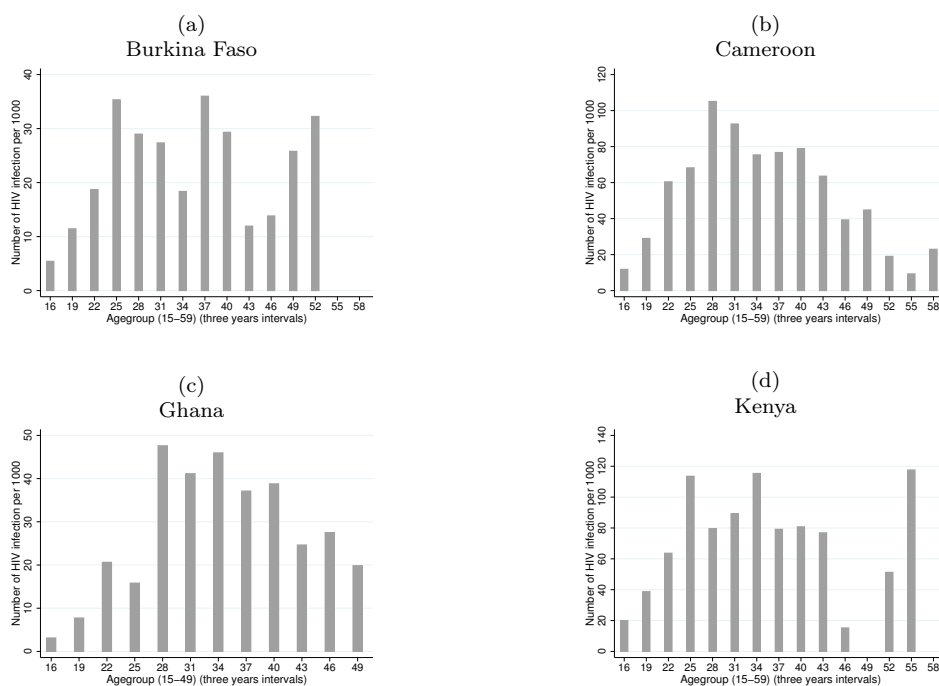 (a)
Burkina Faso
Number of HIV infection per 1000
0 10 20 30 40
16 19 22 25 28 31 34 37 40 43 46 49 52 55 58
Agegroup (15−59) (three years intervals)
(b)
Cameroon
Number of HIV infection per 1000
0 20 40 60 80 100 120
16 19 22 25 28 31 34 37 40 43 46 49 52 55 58
Agegroup (15−59) (three years intervals)
(c)
Ghana
Number of HIV infection per 1000
0 10 20 30 40 50
16 19 22 25 28 31 34 37 40 43 46 49
Agegroup (15−49) (three years intervals)
(d)
Kenya
Number of HIV infection per 1000
0 20 40 60 80 100 120 140
16 19 22 25 28 31 34 37 40 43 46 49 52 55 58
Agegroup (15−59) (three years intervals)